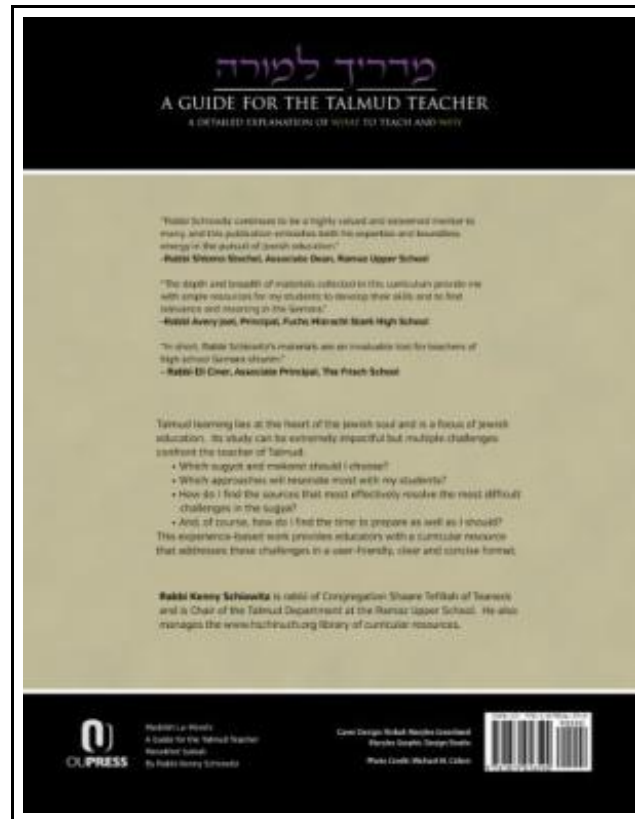 מדריך למורה
A GUIDE FOR THE TALMUD TEACHER
A DETAILED EXPLANATION OF WHAT TO TEACH AND WHY
"Rabbi Schiowitz continues to be a highly valued and esteemed mentor to
many, and this publication embodies both his expertise and boundless
energy in the pursuit of Jewish education."
–Rabbi Shlomo Stochel, Associate Dean, Ramaz Upper School
"The depth and breadth of materials collected in this curriculum provide me
with ample resources for my students to develop their skills and to find
relevance and meaning in the Gemara."
–Rabbi Avery Joel, Principal, Fuchs Mizrachi Stark High School
"In short, Rabbi Schiowitz's materials are an invaluable tool for teachers of
high school Gemara shiurim."
– Rabbi Eli Ciner, Associate Principal, The Frisch School
Talmud learning lies at the heart of the Jewish soul and is a focus of Jewish
education. Its study can be extremely impactful but multiple challenges
confront the teacher of Talmud:
• Which sugyot and mekorot should I choose?
• Which approaches will resonate most with my students?
• How do I find the sources that most effectively resolve the most difficult
challenges in the sugya?
• And, of course, how do I find the time to prepare as well as I should?
This experience-based work provides educators with a curricular resource
that addresses these challenges in a user-friendly, clear and concise format.
Rabbi Kenny Schiowitz is rabbi of Congregation Shaare Tefillah of Teaneck
and is Chair of the Talmud Department at the Ramaz Upper School. He also
manages the www.hschinuch.org library of curricular resources.
OUPRESS
A Guide for the Talmud Teacher
By Rabbi Kenny Schiowitz
Graphic Design Studio
Photo Credit: Michael M. Cohen